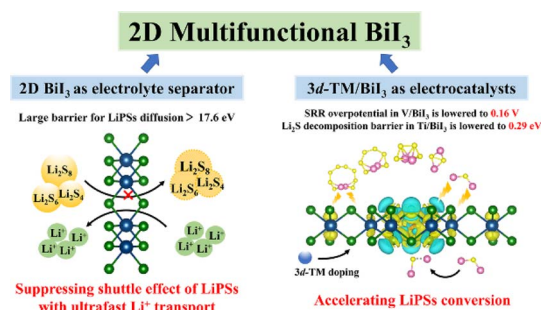 2D Multifunctional BiI₃
2D BiI₃ as electrolyte separator
Large barrier for LiPSs diffusion > 17.6 eV
Li₂S₈
Li₂S₆
Li₂S₄
Li₂S₈
Li₂S₆
Li₂S₄
Li⁺
Li⁺ Li⁺
Li⁺ Li⁺
Li⁺
Li⁺ Li⁺
Li⁺ Li⁺
Suppressing shuttle effect of LiPSs
with ultrafast Li⁺ transport
3d-TM/BiI₃ as electrocatalysts
SRR overpotential in V/BiI₃ is lowered to 0.16 V
Li₂S decomposition barrier in Ti/BiI₃ is lowered to 0.29 eV
3d-TM doping
Accelerating LiPSs conversion